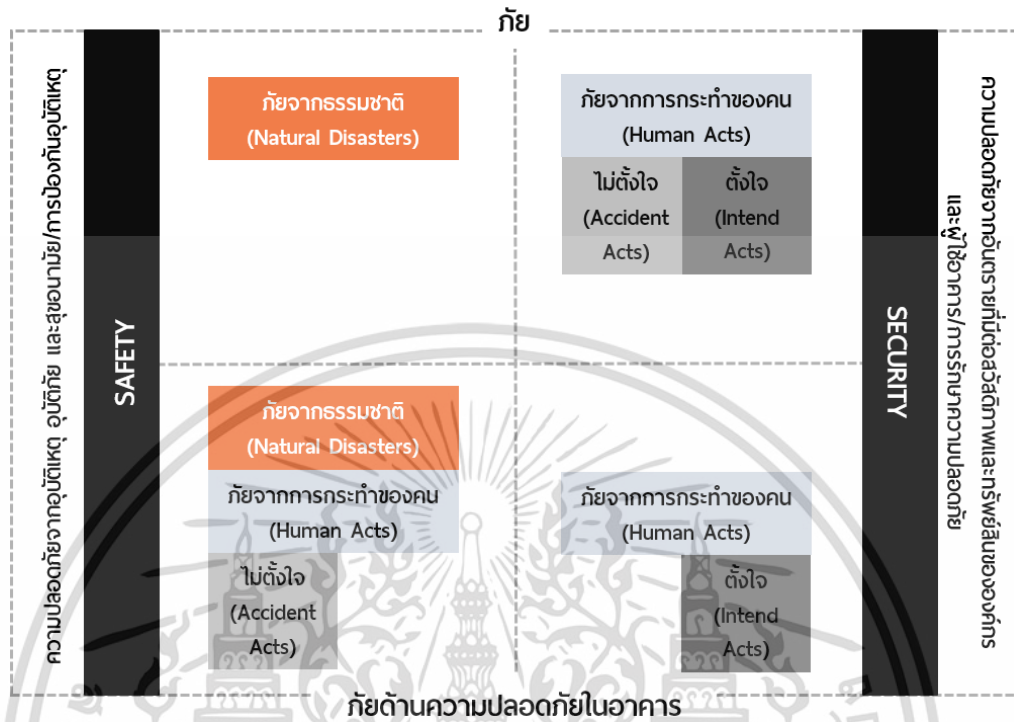 ภัย
ความปลอดภัยจากอุบัติเหตุ อุบัติภัย และสุขอนามัย/การป้องกันอุบัติเหตุ
SAFETY
ภัยจากธรรมชาติ
(Natural Disasters)
ภัยจากการกระทำของคน
(Human Acts)
ไม่ตั้งใจ
(Accident
Acts)
ตั้งใจ
(Intend
Acts)
ภัยจากธรรมชาติ
(Natural Disasters)
ภัยจากการกระทำของคน
(Human Acts)
ไม่ตั้งใจ
(Accident
Acts)
ภัยจากการกระทำของคน
(Human Acts)
ตั้งใจ
(Intend
Acts)
SECURITY
ความปลอดภัยจากอันตรายที่มีต่อสวัสดิภาพและทรัพย์สินขององค์กร
และผู้ใช้อาคาร/การรักษาความปลอดภัย
ภัยด้านความปลอดภัยในอาคาร